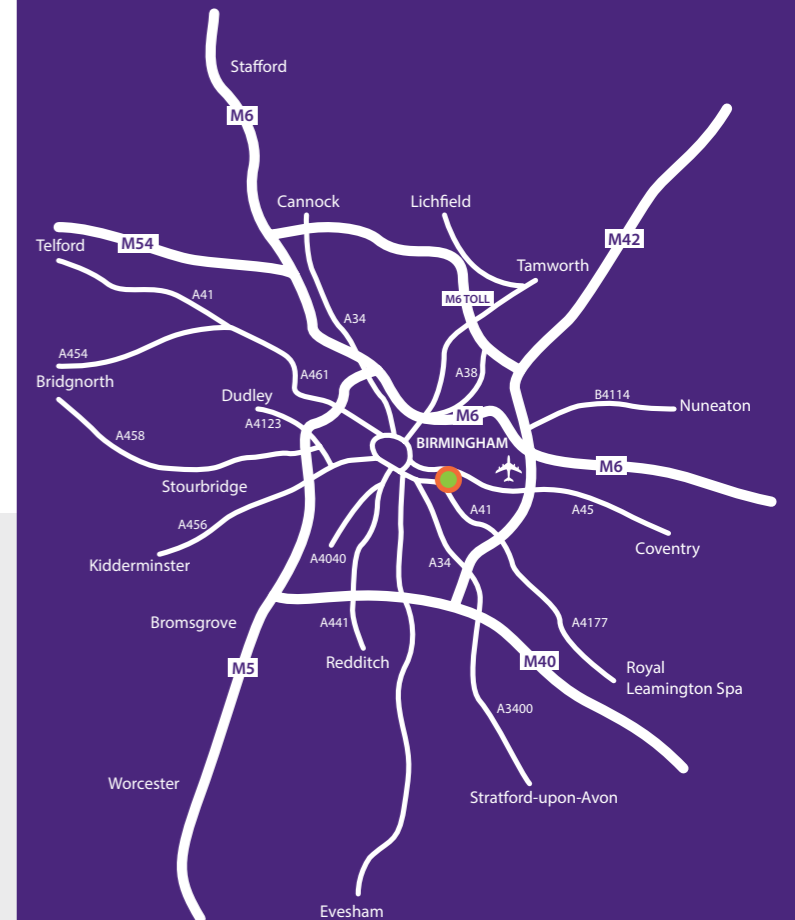 Stafford
M6
Cannock
Lichfield
M54
M42
Telford
Tamworth
A41
M6 TOLL
A34
A454
A461
A38
Bridgnorth
Dudley
B4114
Nuneaton
A4123
M6
A458
BIRMINGHAM
M6
Stourbridge
A41
A45
A456
Coventry
A4040
A34
Kidderminster
Bromsgrove
A441
A4177
Redditch
M40
M5
Royal
Leamington Spa
A3400
Worcester
Stratford-upon-Avon
Evesham